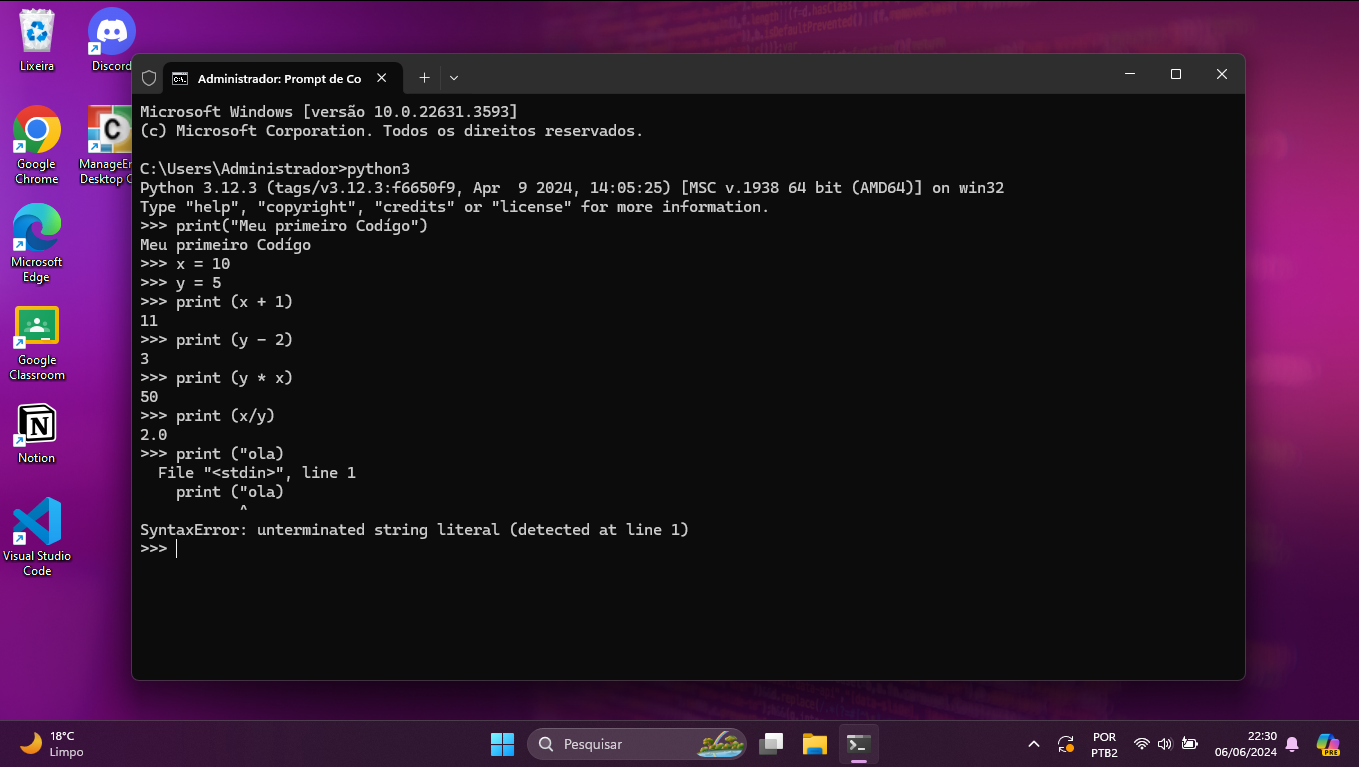 Lixeira
Discord
Google
Chrome
ManageEn
Desktop C
Microsoft
Edge
Google
Classroom
Notion
Visual Studio
Code
Administrador: Prompt de Co
Microsoft Windows [versão 10.0.22631.3593]
(c) Microsoft Corporation. Todos os direitos reservados.
C:\Users\Administrador>python3
Python 3.12.3 (tags/v3.12.3:f6650f9, Apr  9 2024, 14:05:25) [MSC v.1938 64 bit (AMD64)] on win32
Type "help", "copyright", "credits" or "license" for more information.
>>> print("Meu primeiro Codígo")
Meu primeiro Codígo
>>> x = 10
>>> y = 5
>>> print (x + 1)
11
>>> print (y - 2)
3
>>> print (y * x)
50
>>> print (x/y)
2.0
>>> print ("ola)
  File "<stdin>", line 1
    print ("ola)
           ^
SyntaxError: unterminated string literal (detected at line 1)
>>>
18°C
Limpo
Pesquisar
POR
PTB2
22:30
06/06/2024
PRE